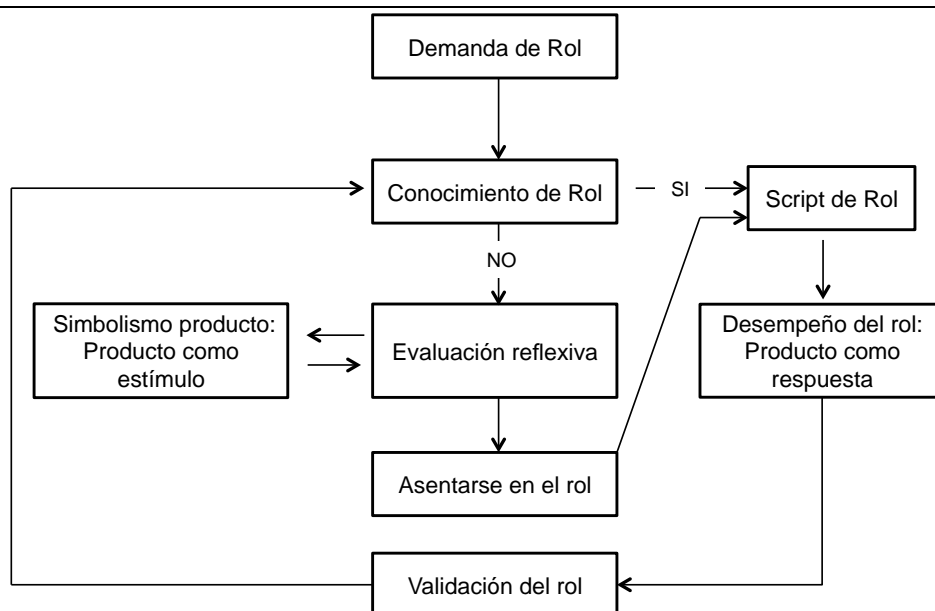 Demanda de Rol
Conocimiento de Rol
SI
Script de Rol
NO
Simbolismo producto:
Producto como
estímulo
Evaluación reflexiva
Desempeño del rol:
Producto como
respuesta
Asentarse en el rol
Validación del rol